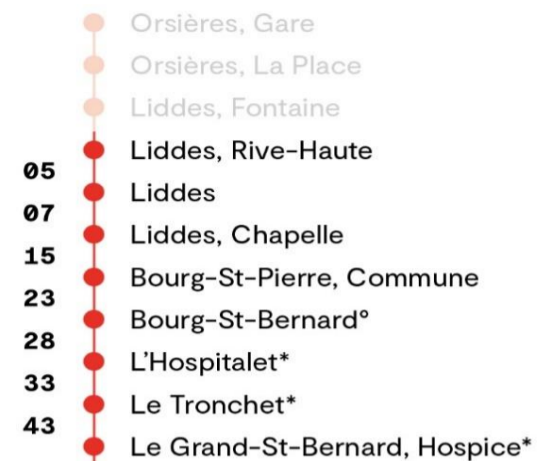 Orsières, Gare
Orsières, La Place
Liddes, Fontaine
Liddes, Rive-Haute
05
Liddes
07
Liddes, Chapelle
15
Bourg-St-Pierre, Commune
23
Bourg-St-Bernard°
28
L'Hospitalet*
33
Le Tronchet*
43
Le Grand-St-Bernard, Hospice*